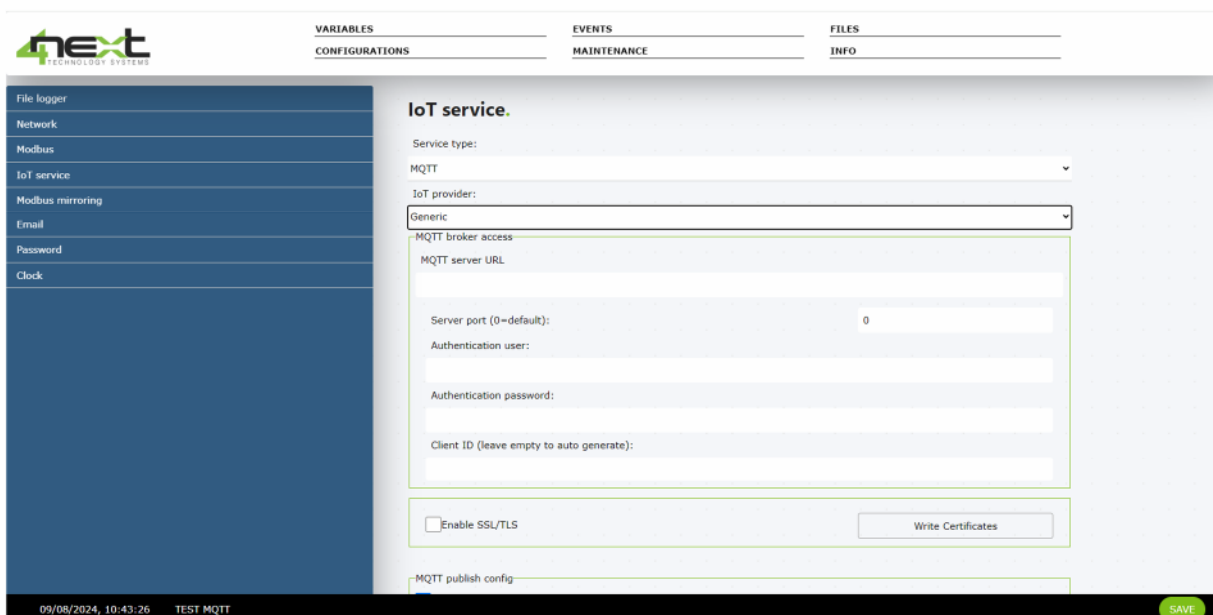 4next
TECHNOLOGY SYSTEMS
VARIABLES
EVENTS
FILES
CONFIGURATIONS
MAINTENANCE
INFO
File logger
Network
Modbus
IoT service
Modbus mirroring
Email
Password
Clock
IoT service.
Service type:
MQTT
IoT provider:
Generic
MQTT broker access
MQTT server URL
Server port (0=default):
0
Authentication user:
Authentication password:
Client ID (leave empty to auto generate):
Enable SSL/TLS
Write Certificates
MQTT publish config
09/08/2024, 10:43:26
TEST MQTT
SAVE